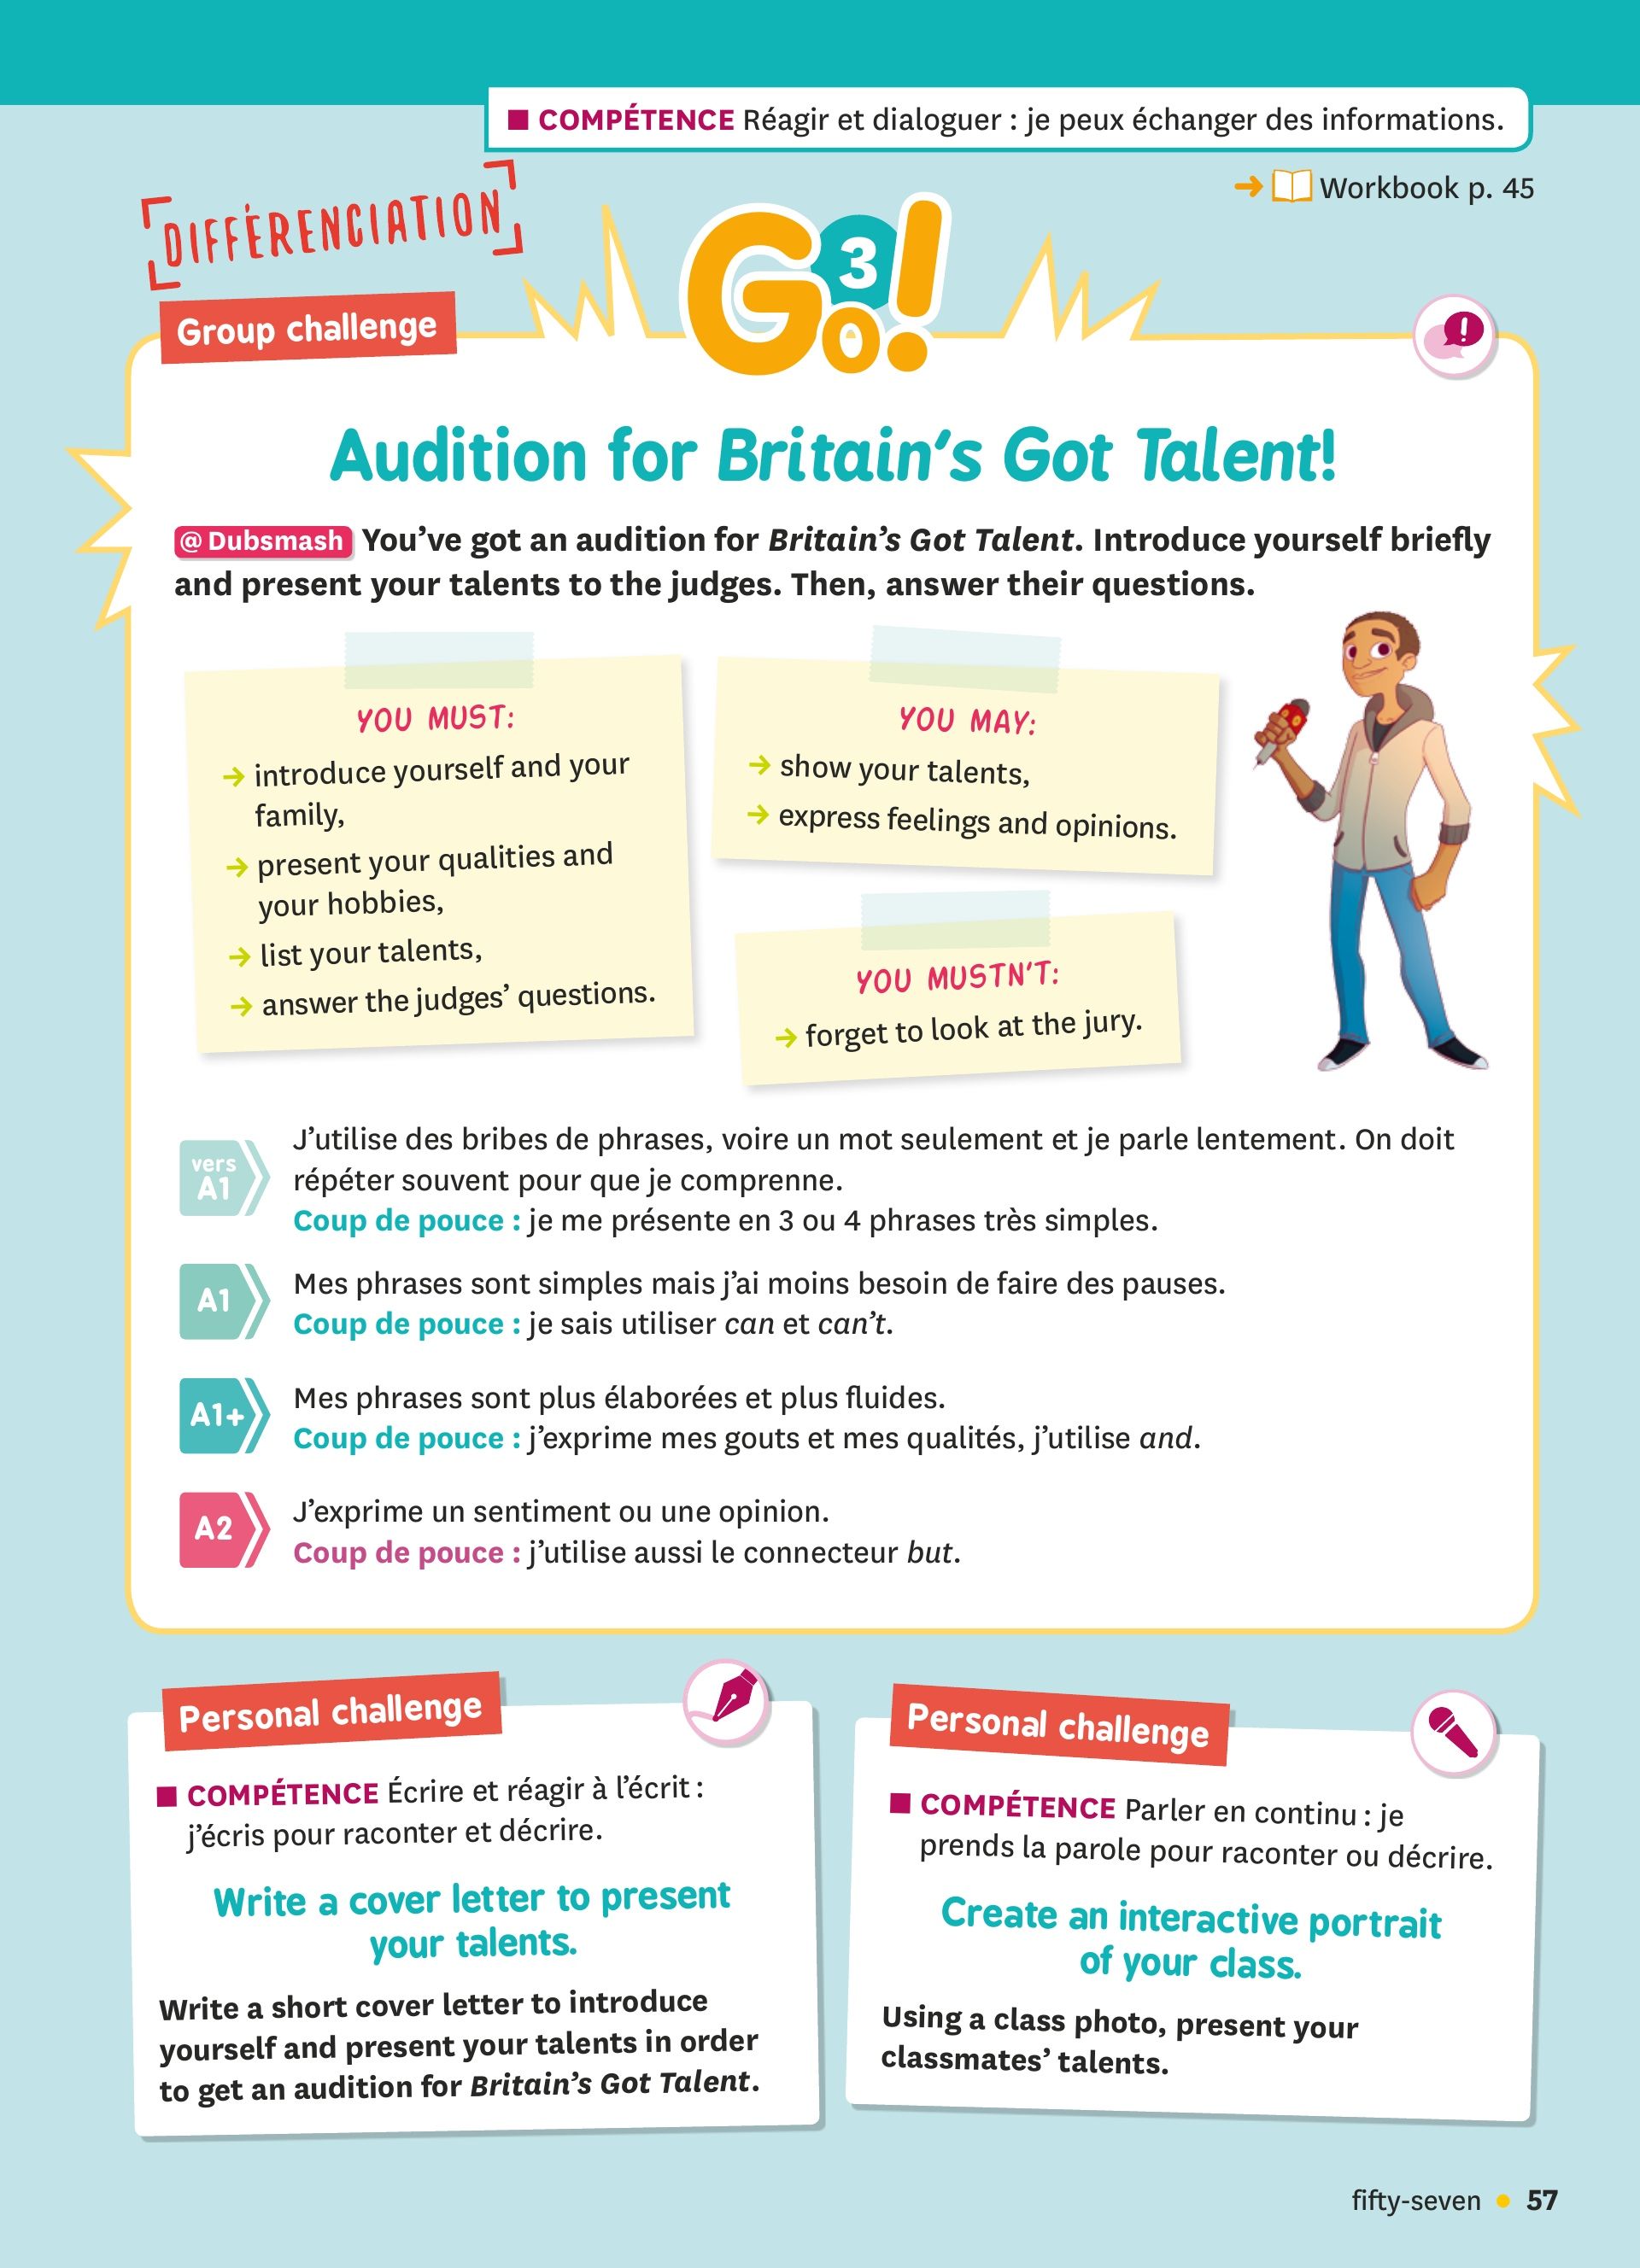 ■ COMPÉTENCE Réagir et dialoguer : je peux échanger des informations.
➜ Workbook p. 45
DIFFÉRENCIATION
Group challenge
Go! 3
Audition for Britain's Got Talent!
@ Dubsmash You've got an audition for Britain's Got Talent. Introduce yourself briefly
and present your talents to the judges. Then, answer their questions.
YOU MUST:
→ introduce yourself and your
family,
→ present your qualities and
your hobbies,
→ list your talents,
→ answer the judges' questions.
YOU MAY:
→ show your talents,
→ express feelings and opinions.
YOU MUSTN'T:
→ forget to look at the jury.
vers
A1
J'utilise des bribes de phrases, voire un mot seulement et je parle lentement. On doit
répéter souvent pour que je comprenne.
Coup de pouce : je me présente en 3 ou 4 phrases très simples.
A1
Mes phrases sont simples mais j'ai moins besoin de faire des pauses.
Coup de pouce : je sais utiliser can et can't.
A1+
Mes phrases sont plus élaborées et plus fluides.
Coup de pouce : j'exprime mes gouts et mes qualités, j'utilise and.
A2
J'exprime un sentiment ou une opinion.
Coup de pouce : j'utilise aussi le connecteur but.
Personal challenge
■ COMPÉTENCE Écrire et réagir à l'écrit :
j'écris pour raconter et décrire.
Write a cover letter to present
your talents.
Write a short cover letter to introduce
yourself and present your talents in order
to get an audition for Britain's Got Talent.
Personal challenge
■ COMPÉTENCE Parler en continu : je
prends la parole pour raconter ou décrire.
Create an interactive portrait
of your class.
Using a class photo, present your
classmates' talents.
fifty-seven • 57